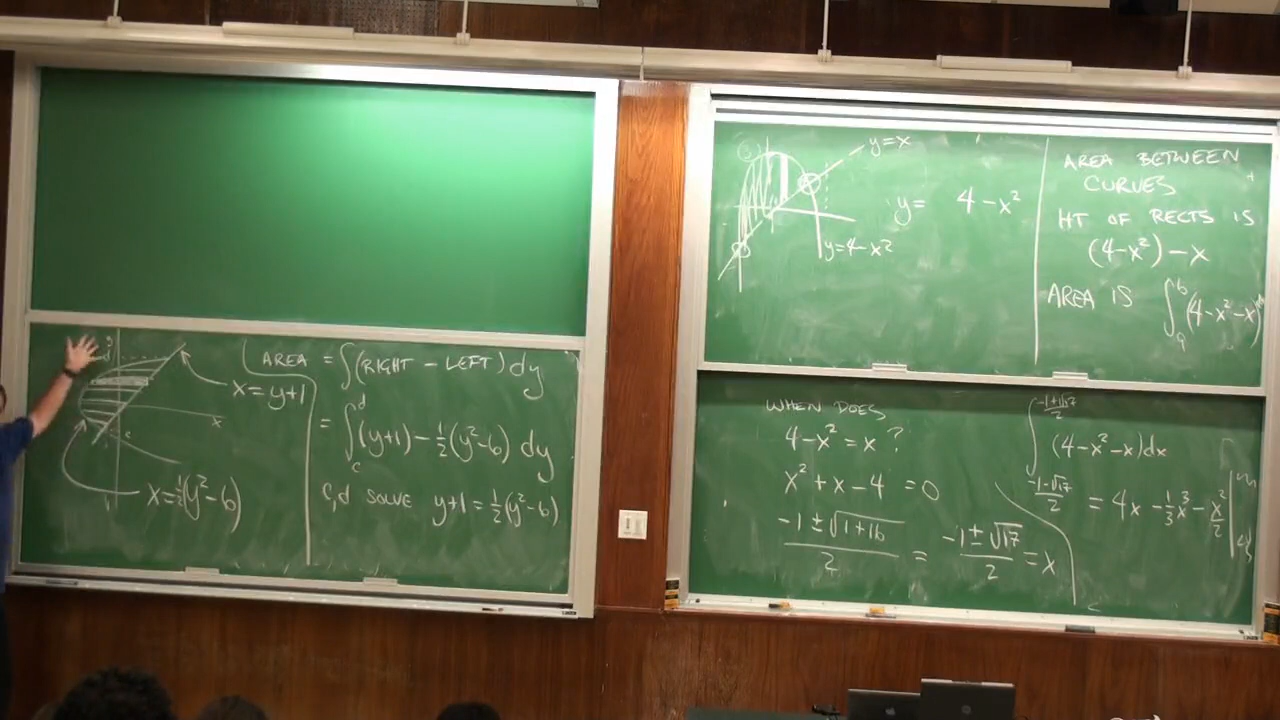 y
d
x
c
x=y+1
x=½(y²-6)
AREA = ∫(RIGHT - LEFT) dy
= ∫_c^d (y+1) - ½(y²-6) dy
c,d SOLVE y+1 = ½(y²-6)
y=x
y=4-x²
y= 4-x²
AREA BETWEEN
CURVES
HT OF RECTS IS
(4-x²)-x
AREA IS ∫_a^b (4-x²-x)
WHEN DOES
4-x²=x?
x²+x-4 =0
(-1±√(1+16))/2 = (-1±√17)/2 = x
∫_{(-1-√17)/2}^{(-1+√17)/2} (4-x²-x)dx
= 4x - ⅓x³ - x²/2 |